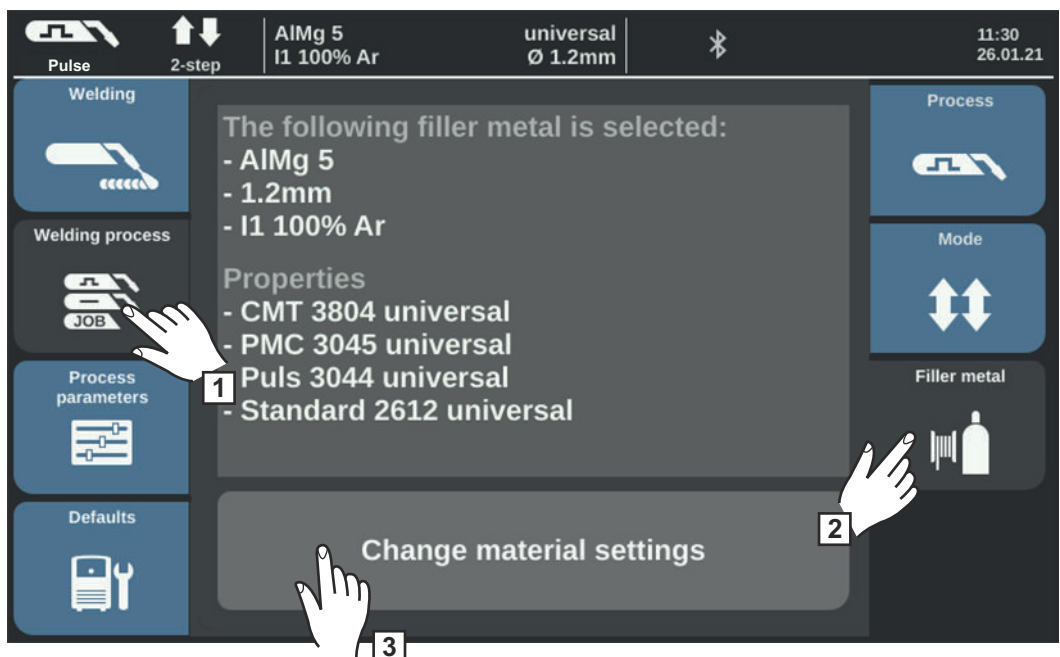 Pulse
2-step
AlMg 5
I1 100% Ar
universal
Ø 1.2mm
11:30
26.01.21
Welding
Welding process
JOB
Process
parameters
Defaults
The following filler metal is selected:
- AlMg 5
- 1.2mm
- I1 100% Ar
Properties
- CMT 3804 universal
- PMC 3045 universal
- Puls 3044 universal
- Standard 2612 universal
Change material settings
Process
Mode
Filler metal
1
2
3